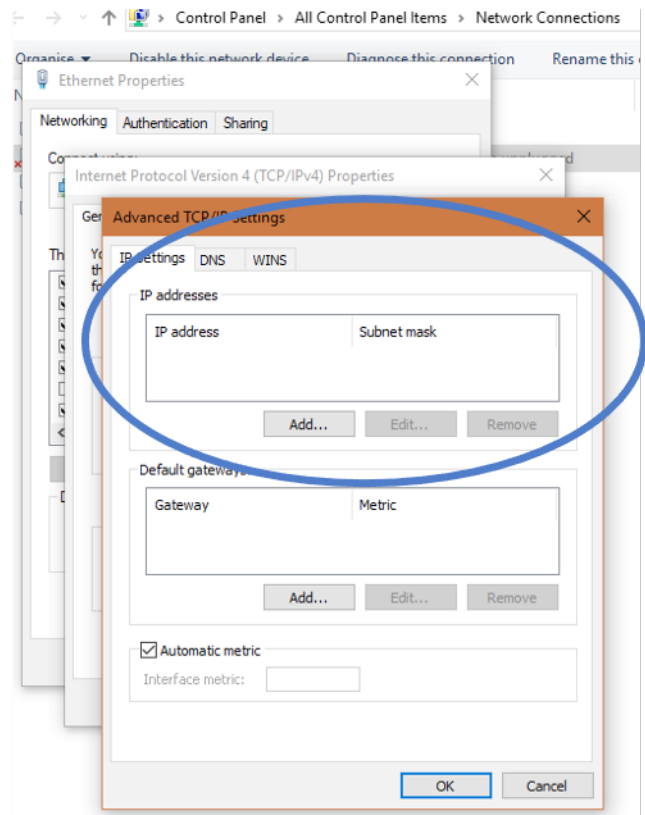 Control Panel > All Control Panel Items > Network Connections
Organise Disable this network device Diagnose this connection Rename this
Ethernet Properties
Networking Authentication Sharing
Internet Protocol Version 4 (TCP/IPv4) Properties
Advanced TCP/IP Settings
IP Settings DNS WINS
IP addresses
IP address Subnet mask
Add... Edit... Remove
Default gateways:
Gateway Metric
Add... Edit... Remove
Automatic metric
Interface metric:
OK Cancel